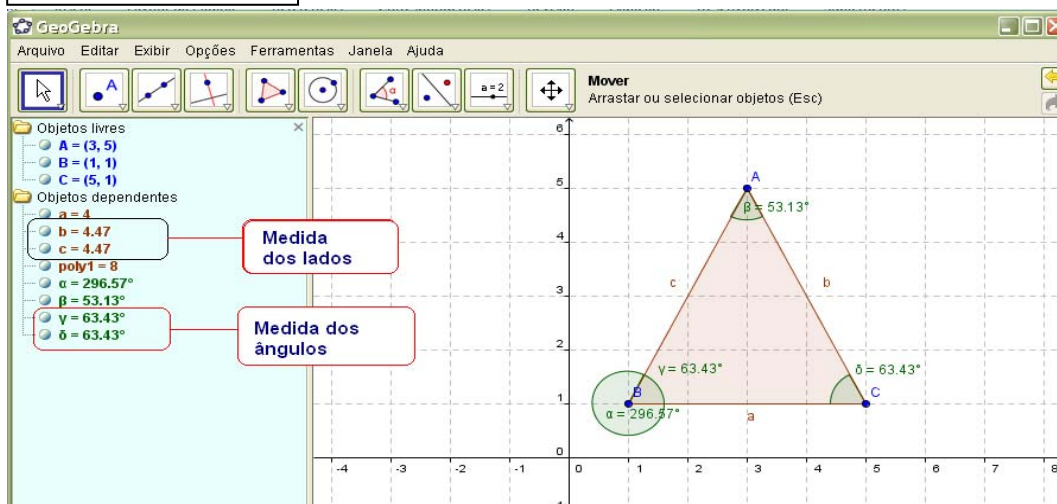 GeoGebra
Arquivo Editar Exibir Opções Ferramentas Janela Ajuda
A
α
a = 2
Mover
Arrastar ou selecionar objetos (Esc)
Objetos livres
A = (3, 5)
B = (1, 1)
C = (5, 1)
Objetos dependentes
a = 4
b = 4.47
c = 4.47
poly1 = 8
α = 296.57°
β = 53.13°
γ = 63.43°
δ = 63.43°
Medida
dos lados
Medida dos
ângulos
6
5
4
3
2
1
0
A
β = 53.13°
c
b
γ = 63.43°
δ = 63.43°
B
C
α = 296.57°
a
-4 -3 -2 -1 0 1 2 3 4 5 6 7 8